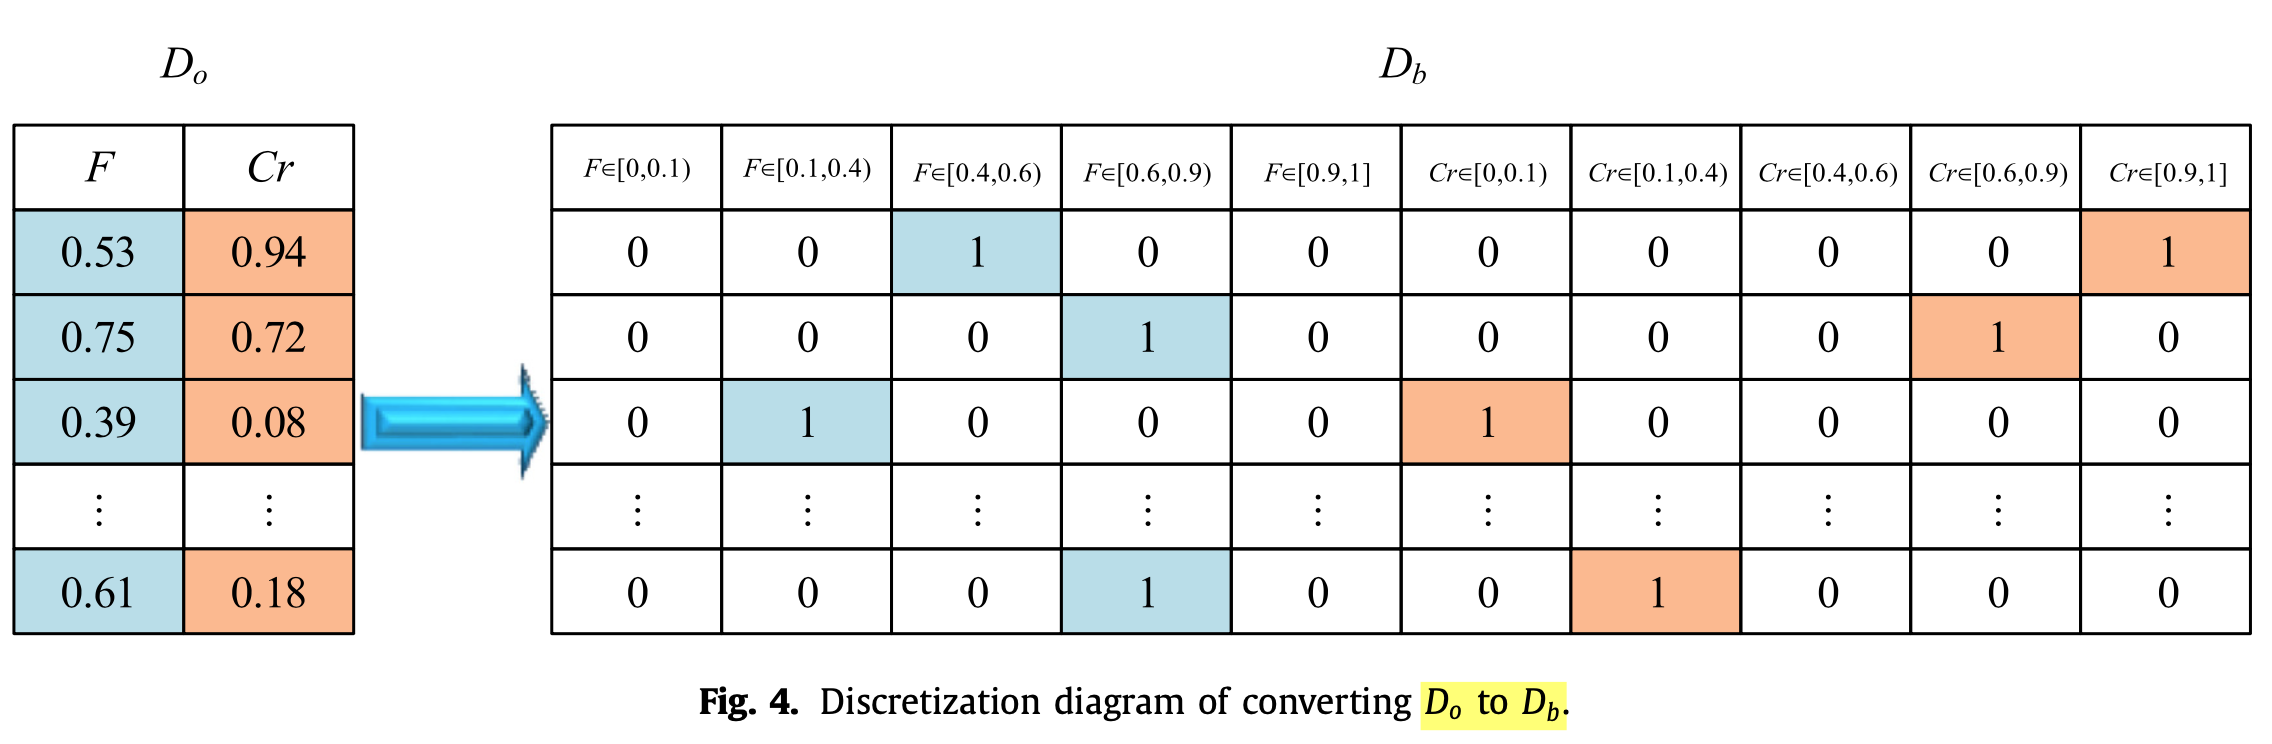 Dₒ D_b
F Cr F∈[0,0.1) F∈[0.1,0.4) F∈[0.4,0.6) F∈[0.6,0.9) F∈[0.9,1] Cr∈[0,0.1) Cr∈[0.1,0.4) Cr∈[0.4,0.6) Cr∈[0.6,0.9) Cr∈[0.9,1]
0.53 0.94 0 0 1 0 0 0 0 0 0 1
0.75 0.72 0 0 0 1 0 0 0 0 1 0
0.39 0.08 0 1 0 0 0 1 0 0 0 0
⋮ ⋮ ⋮ ⋮ ⋮ ⋮ ⋮ ⋮ ⋮ ⋮ ⋮ ⋮
0.61 0.18 0 0 0 1 0 0 1 0 0 0
Fig. 4. Discretization diagram of converting Dₒ to D_b.